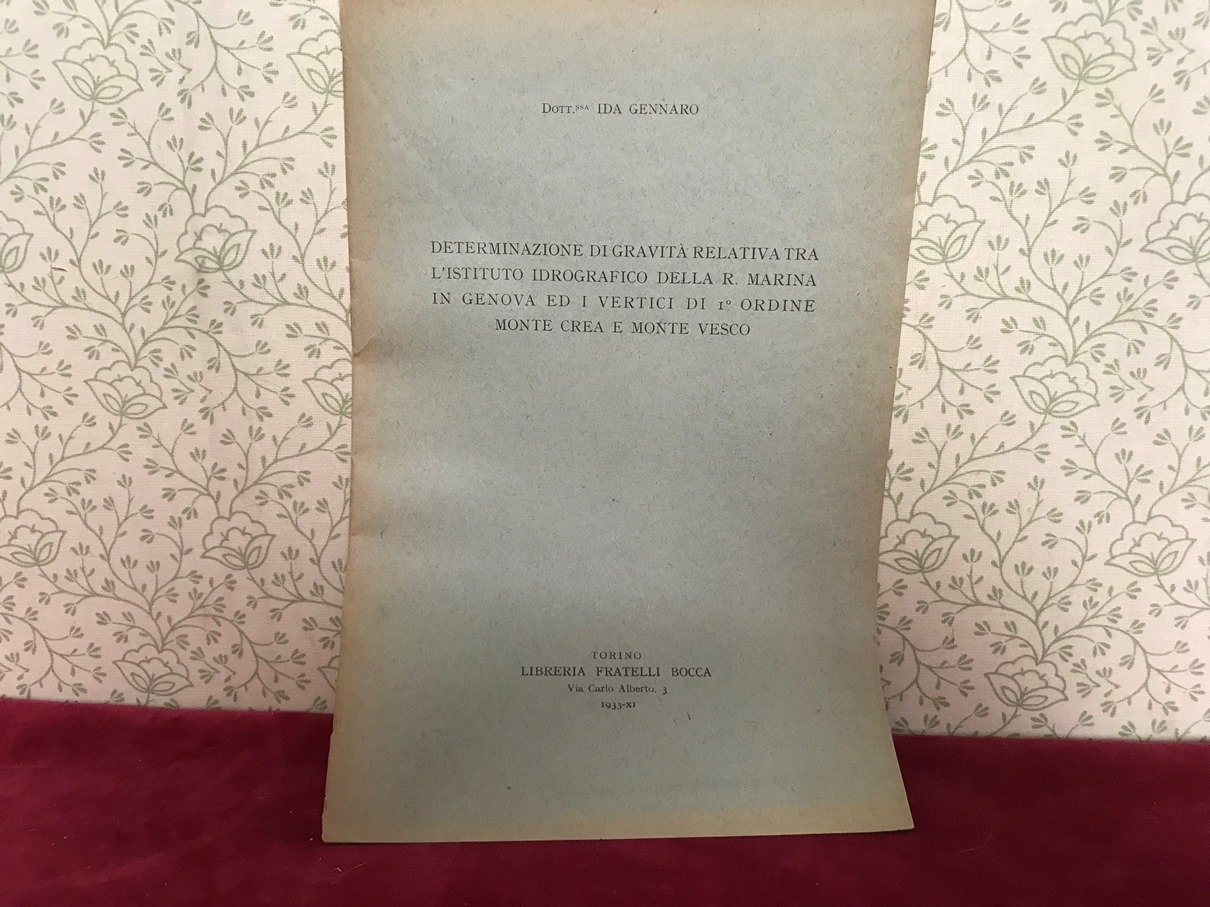 Dott.ssa IDA GENNARO
DETERMINAZIONE DI GRAVITÀ RELATIVA TRA
L'ISTITUTO IDROGRAFICO DELLA R. MARINA
IN GENOVA ED I VERTICI DI 1° ORDINE
MONTE CREA E MONTE VESCO
TORINO
LIBRERIA FRATELLI BOCCA
Via Carlo Alberto, 3
1933-XI